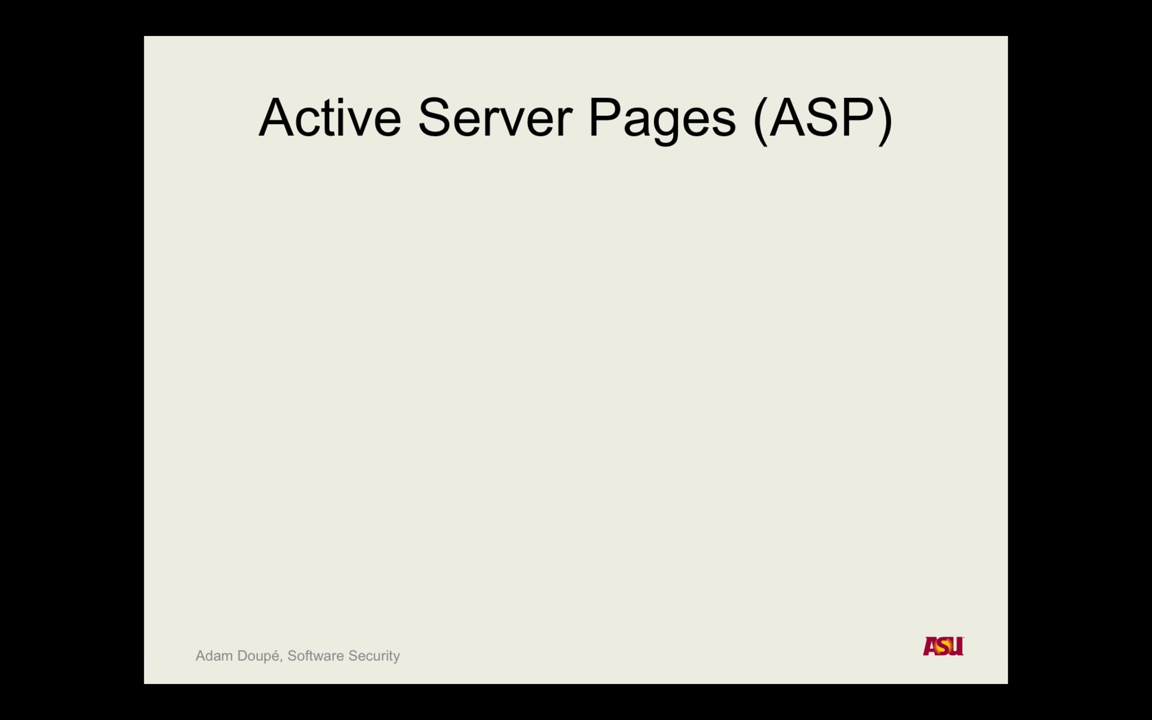 Active Server Pages (ASP)
Adam Doupé, Software Security
ASU